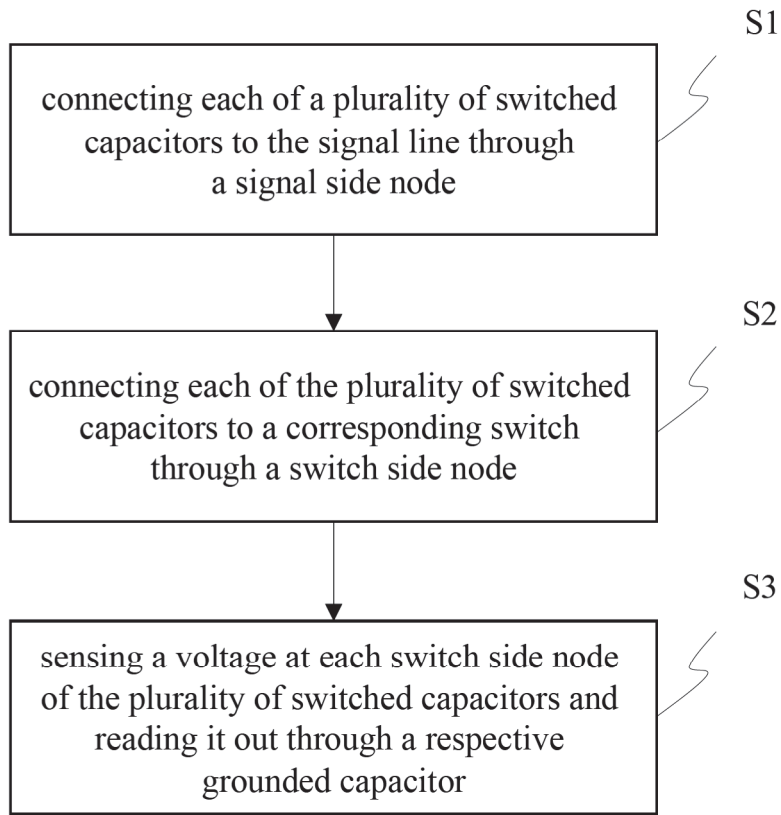 S1
connecting each of a plurality of switched
capacitors to the signal line through
a signal side node
S2
connecting each of the plurality of switched
capacitors to a corresponding switch
through a switch side node
S3
sensing a voltage at each switch side node
of the plurality of switched capacitors and
reading it out through a respective
grounded capacitor